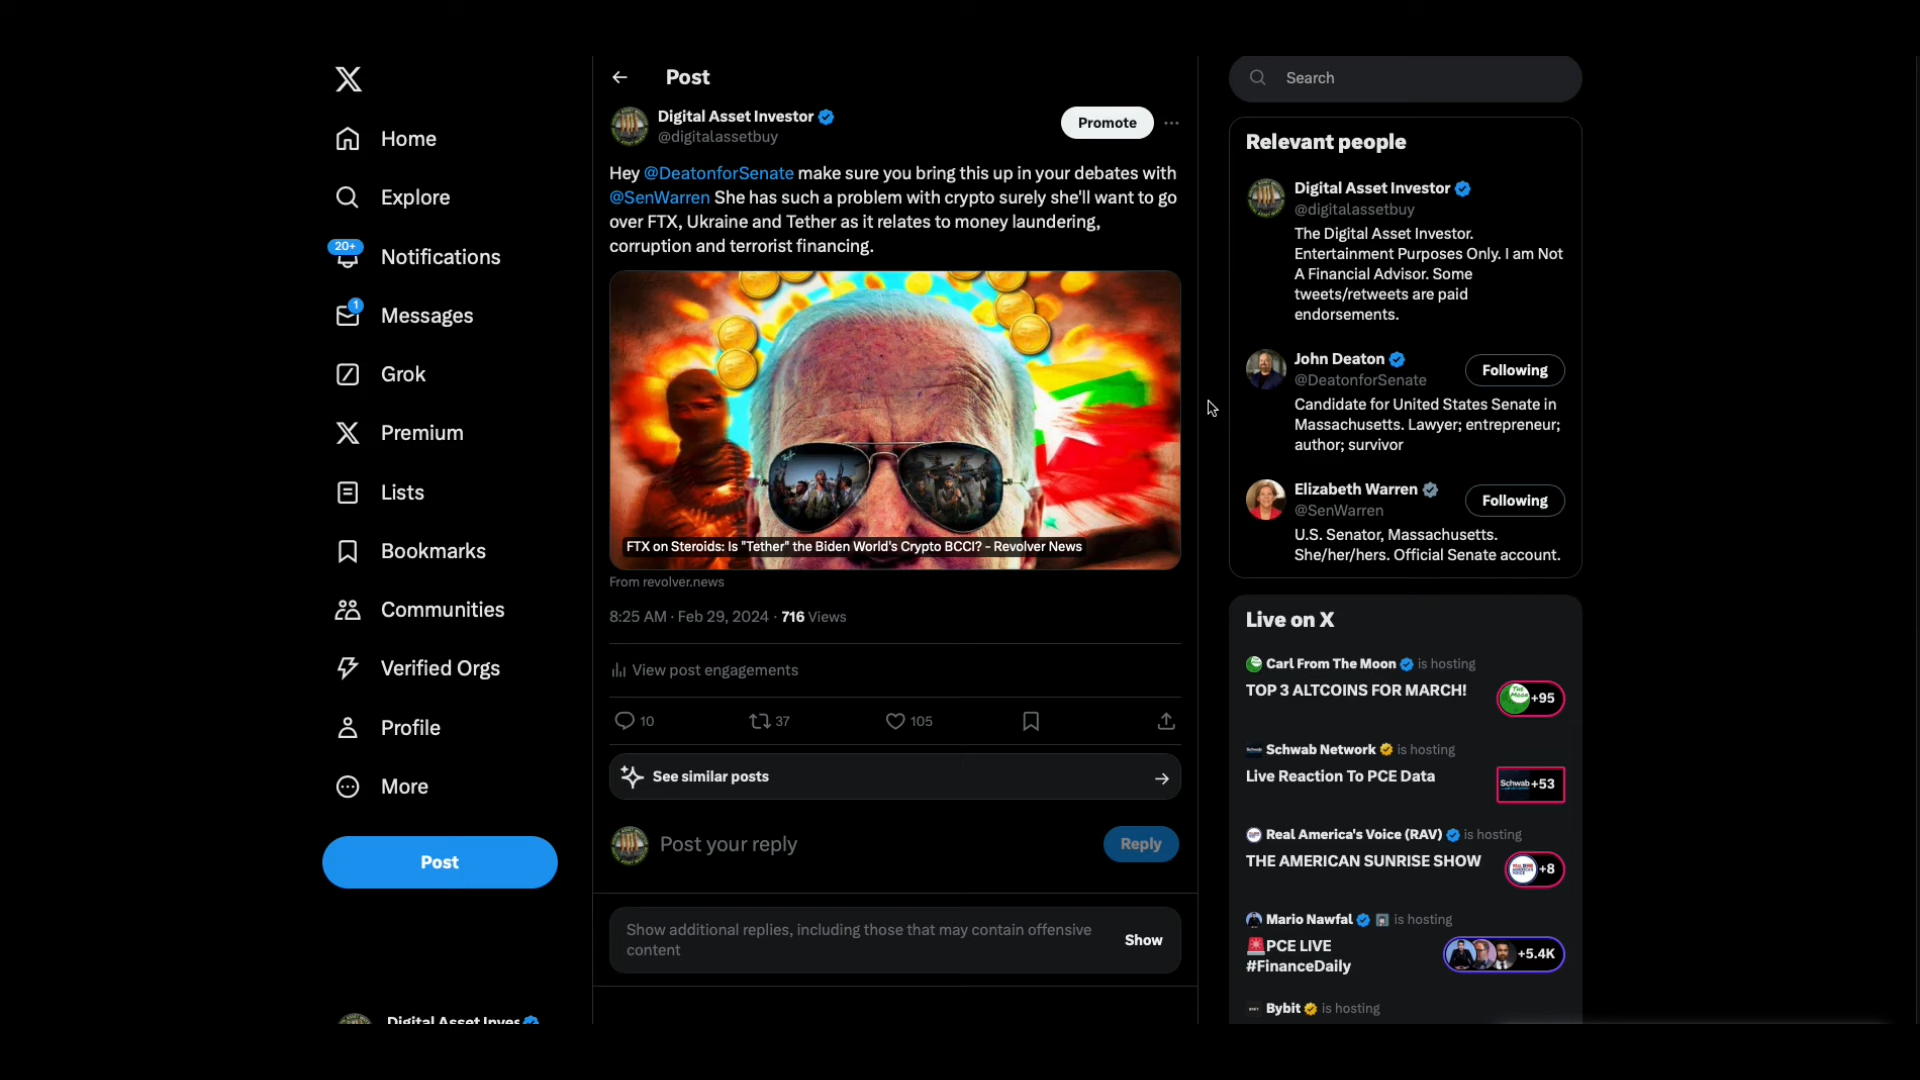 Home
Explore
20+
Notifications
1
Messages
Grok
Premium
Lists
Bookmarks
Communities
Verified Orgs
Profile
More
Post
Digital Asset Inves
Post
Digital Asset Investor
@digitalassetbuy
Promote
Hey @DeatonforSenate make sure you bring this up in your debates with
@SenWarren She has such a problem with crypto surely she'll want to go
over FTX, Ukraine and Tether as it relates to money laundering,
corruption and terrorist financing.
FTX on Steroids: Is "Tether" the Biden World's Crypto BCCI? - Revolver News
From revolver.news
8:25 AM · Feb 29, 2024 · 716 Views
View post engagements
10
37
105
See similar posts
Post your reply
Reply
Show additional replies, including those that may contain offensive
content
Show
Search
Relevant people
Digital Asset Investor
@digitalassetbuy
The Digital Asset Investor.
Entertainment Purposes Only. I am Not
A Financial Advisor. Some
tweets/retweets are paid
endorsements.
John Deaton
@DeatonforSenate
Following
Candidate for United States Senate in
Massachusetts. Lawyer; entrepreneur;
author; survivor
Elizabeth Warren
@SenWarren
Following
U.S. Senator, Massachusetts.
She/her/hers. Official Senate account.
Live on X
Carl From The Moon is hosting
TOP 3 ALTCOINS FOR MARCH!
+95
Schwab Network is hosting
Live Reaction To PCE Data
Schwab +53
Real America's Voice (RAV) is hosting
THE AMERICAN SUNRISE SHOW
+8
Mario Nawfal is hosting
🚨PCE LIVE
#FinanceDaily
+5.4K
Bybit is hosting